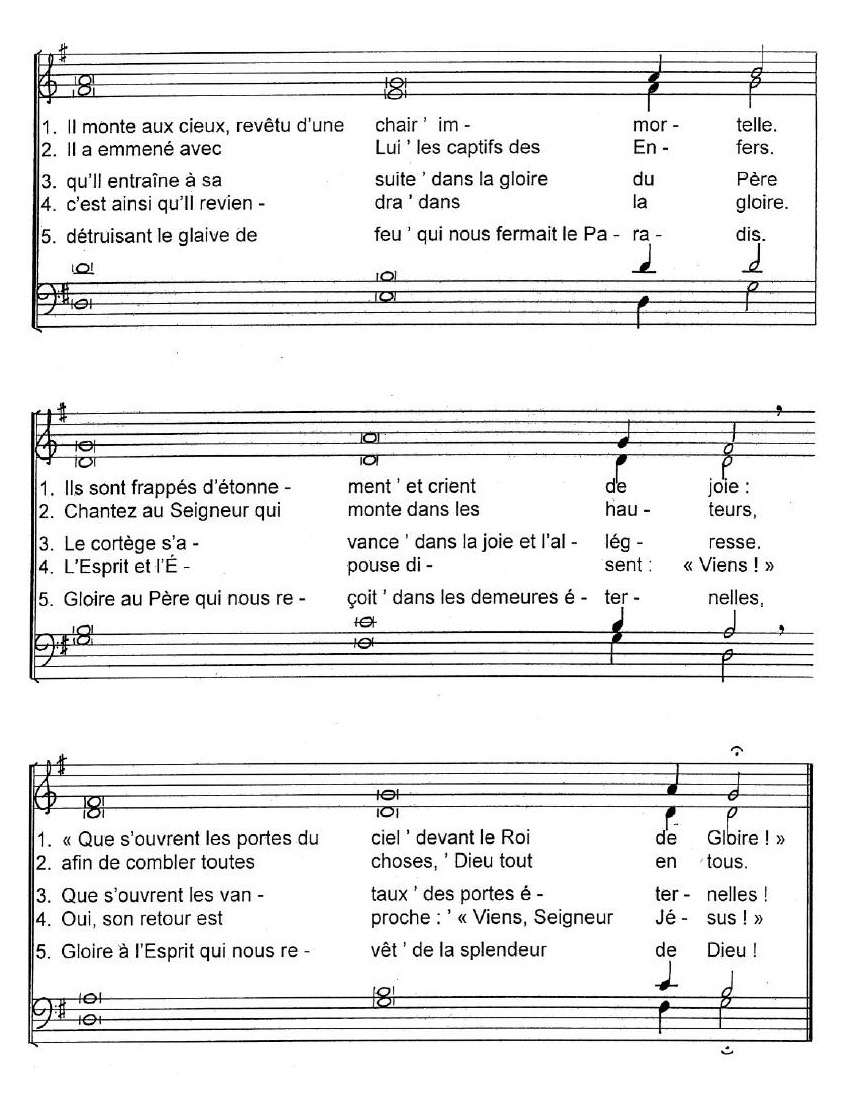 1. Il monte aux cieux, revêtu d'une chair ' im - mor - telle.
2. Il a emmené avec Lui ' les captifs des En - fers.
3. qu'Il entraîne à sa suite ' dans la gloire du Père
4. c'est ainsi qu'Il revien - dra ' dans la gloire.
5. détruisant le glaive de feu ' qui nous fermait le Pa - ra - dis.
1. Ils sont frappés d'étonne - ment ' et crient de joie :
2. Chantez au Seigneur qui monte dans les hau - teurs,
3. Le cortège s'a - vance ' dans la joie et l'al - lég - resse.
4. L'Esprit et l'É - pouse di - sent : « Viens ! »
5. Gloire au Père qui nous re - çoit ' dans les demeures é - ter - nelles,
1. « Que s'ouvrent les portes du ciel ' devant le Roi de Gloire ! »
2. afin de combler toutes choses, ' Dieu tout en tous.
3. Que s'ouvrent les van - taux ' des portes é - ter - nelles !
4. Oui, son retour est proche : ' « Viens, Seigneur Jé - sus ! »
5. Gloire à l'Esprit qui nous re - vêt ' de la splendeur de Dieu !